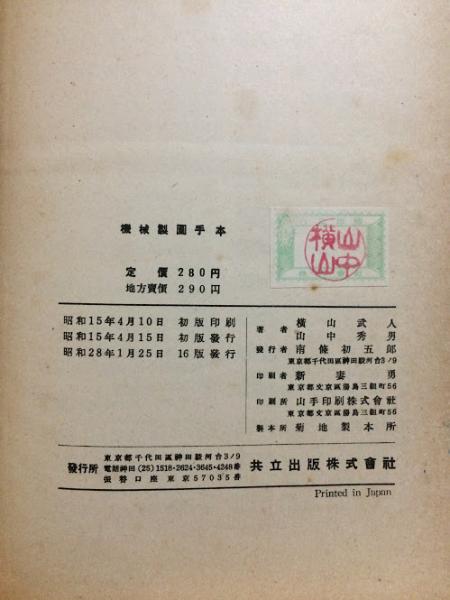 機械製圖手本
横山
山中
定價280円
地方賣價290円
昭和15年4月10日 初版印刷
昭和15年4月15日 初版發行
昭和28年1月25日 16版發行
著者 横山武人
山中秀男
發行者 南條初五郎
東京都千代田區神田駿河台3/9
印刷者 新妻勇
東京都文京區湯島三組町56
印刷所 山手印刷株式會社
東京都文京區湯島三組町56
製本所 菊地製本所
發行所 東京都千代田區神田駿河台3/9
電話神田(25)1518・2624・3645・4248番
振替口座東京57035番
共立出版株式會社
Printed in Japan